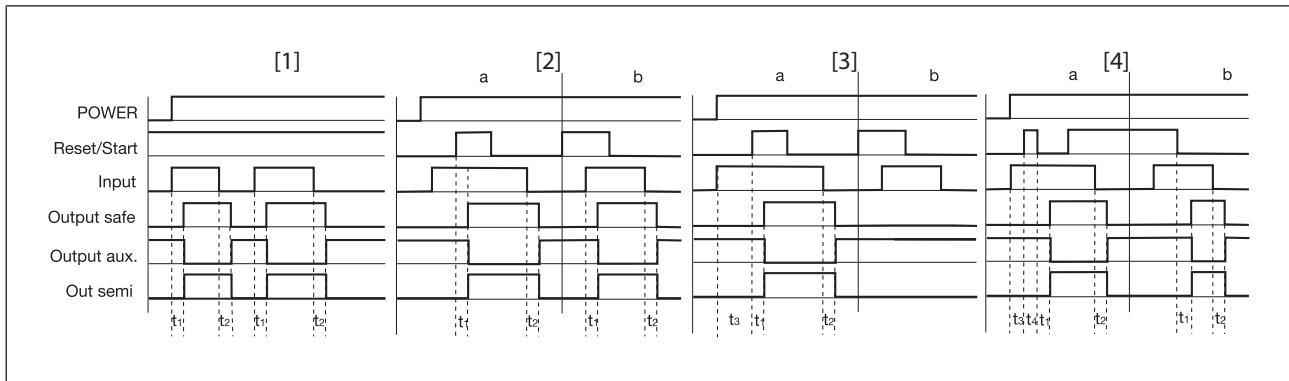 [1] [2] [3] [4]
a b a b a b
POWER
Reset/Start
Input
Output safe
Output aux.
Out semi
t1 t2 t1 t2 t1 t2 t1 t2 t3 t1 t2 t3 t4 t1 t2 t1 t2